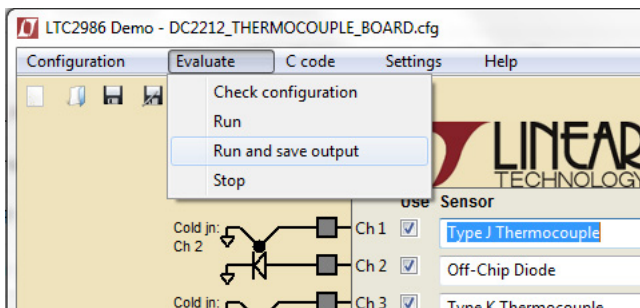 LTC2986 Demo - DC2212_THERMOCOUPLE_BOARD.cfg
Configuration Evaluate C code Settings Help
Check configuration
Run
Run and save output
Stop
LINEAR
TECHNOLOGY
Use Sensor
Cold jn:
Ch 2
Ch 1 Type J Thermocouple
Ch 2 Off-Chip Diode
Cold jn:
Ch 3 Type K Thermocouple